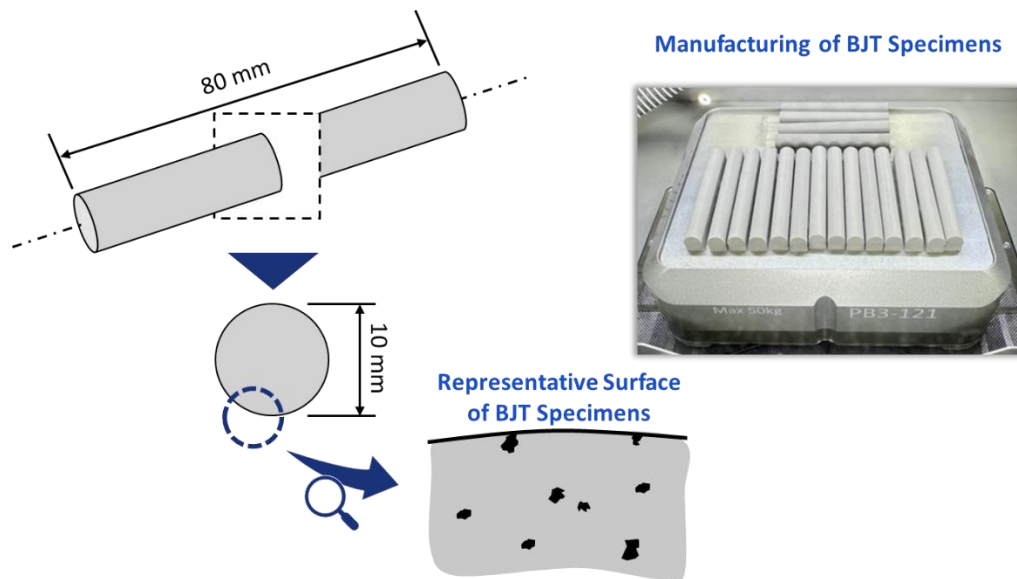 80 mm
Manufacturing of BJT Specimens
Max 50kg
PB3-121
10 mm
Representative Surface
of BJT Specimens